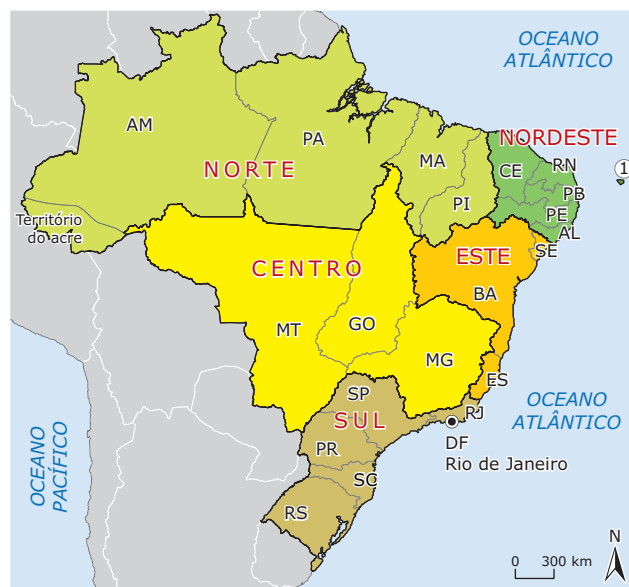 OCEANO
ATLÂNTICO
AM
PA
NORTE
MA
PI
NORDESTE
CE
RN
PB
PE
AL
SE
1
Território
do acre
CENTRO
ESTE
BA
MT
GO
MG
ES
SP
RJ
SUL
DF
Rio de Janeiro
PR
SC
RS
OCEANO
ATLÂNTICO
OCEANO
PACÍFICO
N
0 300 km